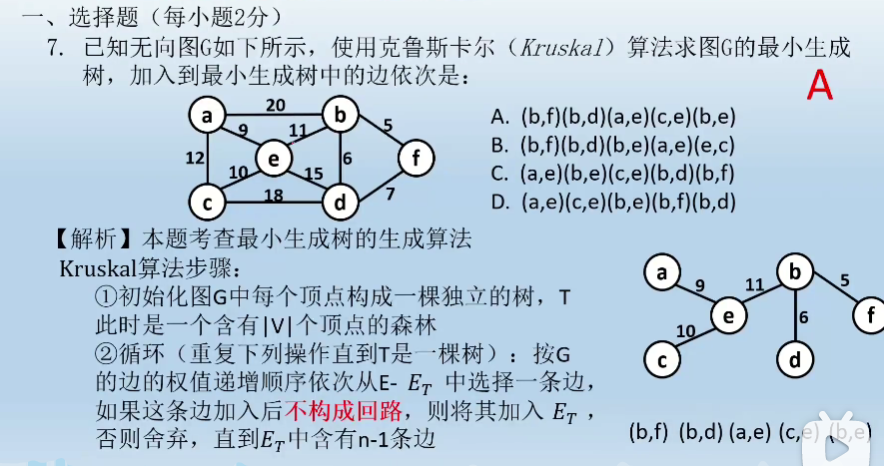 一、选择题（每小题2分）
7. 已知无向图G如下所示，使用克鲁斯卡尔（Kruskal）算法求图G的最小生成
树，加入到最小生成树中的边依次是：
A
a 20 b
9 11 5
12 e 6 f
10 15
c 18 d 7
A. (b,f)(b,d)(a,e)(c,e)(b,e)
B. (b,f)(b,d)(b,e)(a,e)(e,c)
C. (a,e)(b,e)(c,e)(b,d)(b,f)
D. (a,e)(c,e)(b,e)(b,f)(b,d)
【解析】本题考查最小生成树的生成算法
Kruskal算法步骤：
①初始化图G中每个顶点构成一棵独立的树，T
此时是一个含有|V|个顶点的森林
②循环（重复下列操作直到T是一棵树）：按G
的边的权值递增顺序依次从E- E_T 中选择一条边，
如果这条边加入后不构成回路，则将其加入 E_T ，
否则舍弃，直到E_T中含有n-1条边
a 9 11 b 5
e 6 f
10
c d
(b,f) (b,d) (a,e) (c,e) (b,e)